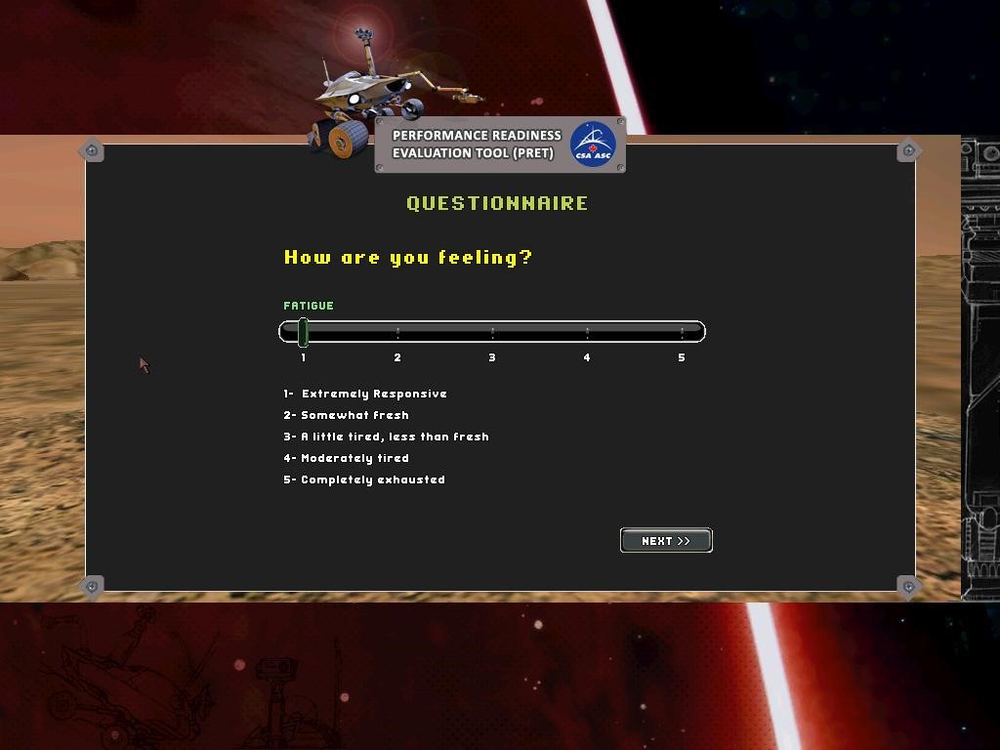 PERFORMANCE READINESS
EVALUATION TOOL (PRET)
CSA ASC
QUESTIONNAIRE
How are you feeling?
FATIGUE
1 2 3 4 5
1- Extremely Responsive
2- Somewhat fresh
3- A little tired, less than fresh
4- Moderately tired
5- Completely exhausted
NEXT >>